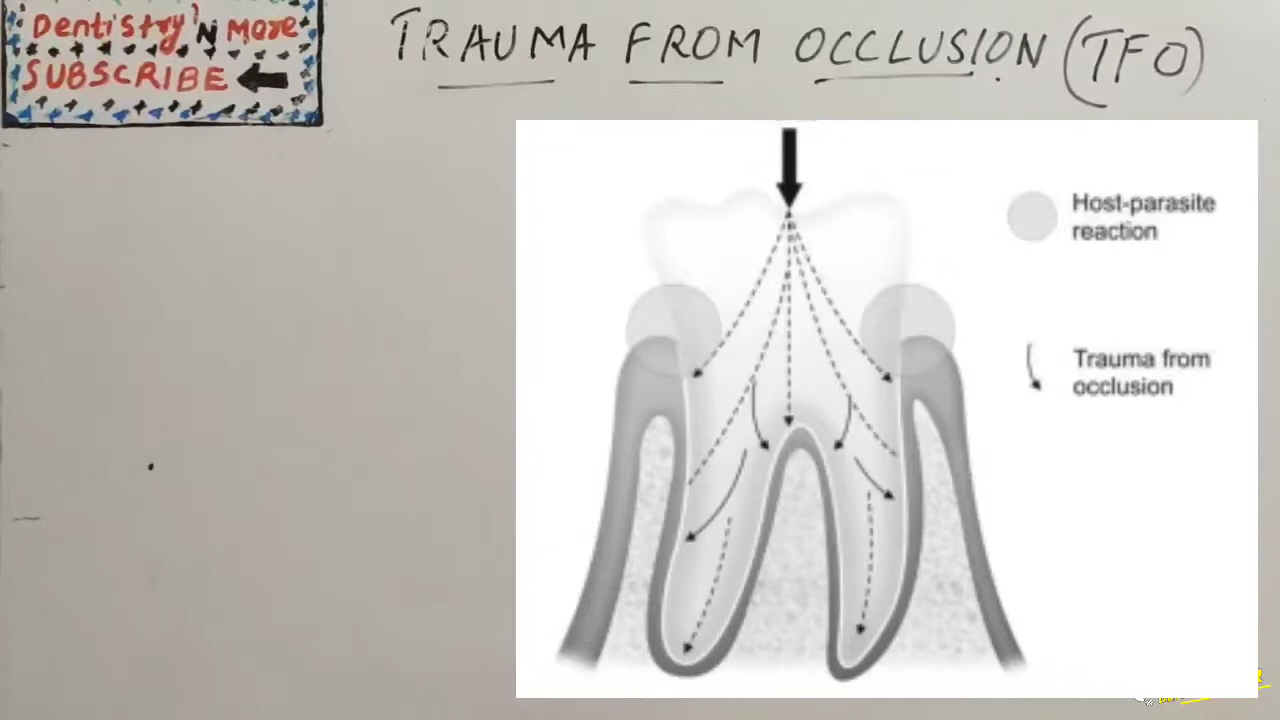 Dentistry 'N More
SUBSCRIBE
TRAUMA FROM OCCLUSION (TFO)
Host-parasite
reaction
Trauma from
occlusion